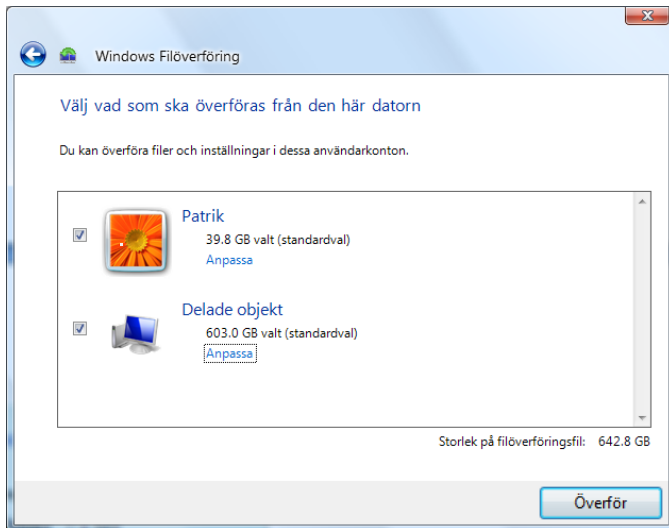 Windows Filöverföring
Välj vad som ska överföras från den här datorn
Du kan överföra filer och inställningar i dessa användarkonton.
Patrik
39.8 GB valt (standardval)
Anpassa
Delade objekt
603.0 GB valt (standardval)
Anpassa
Storlek på filöverföringsfil: 642.8 GB
Överför